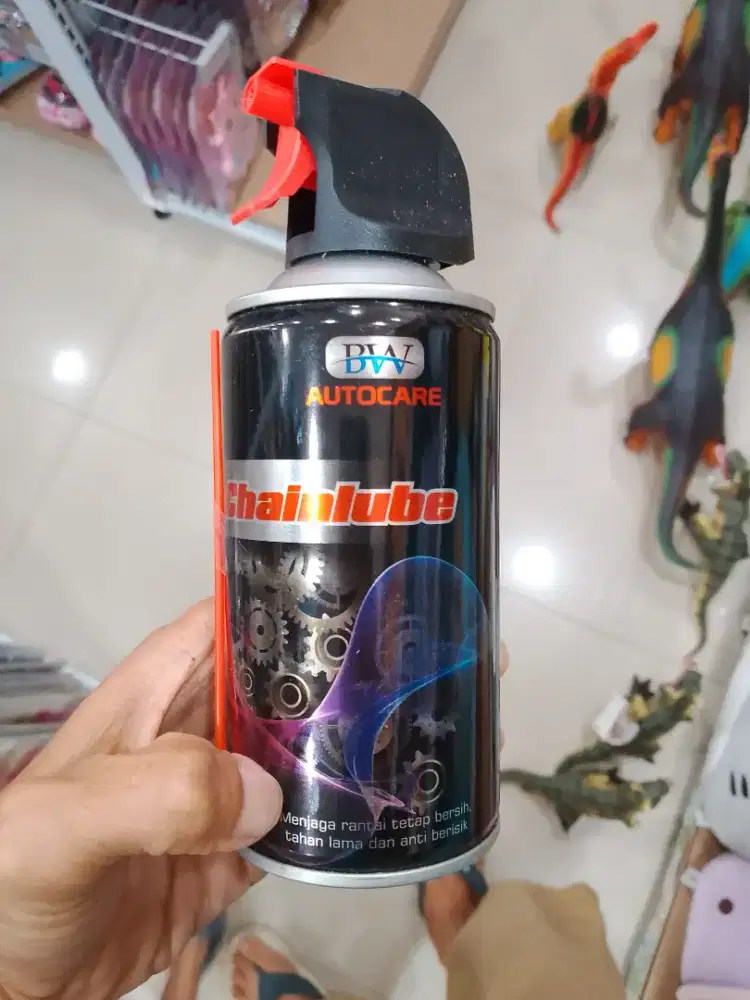 BW
AUTOCARE
Chainlube
Menjaga rantai tetap bersih,
tahan lama dan anti berisik